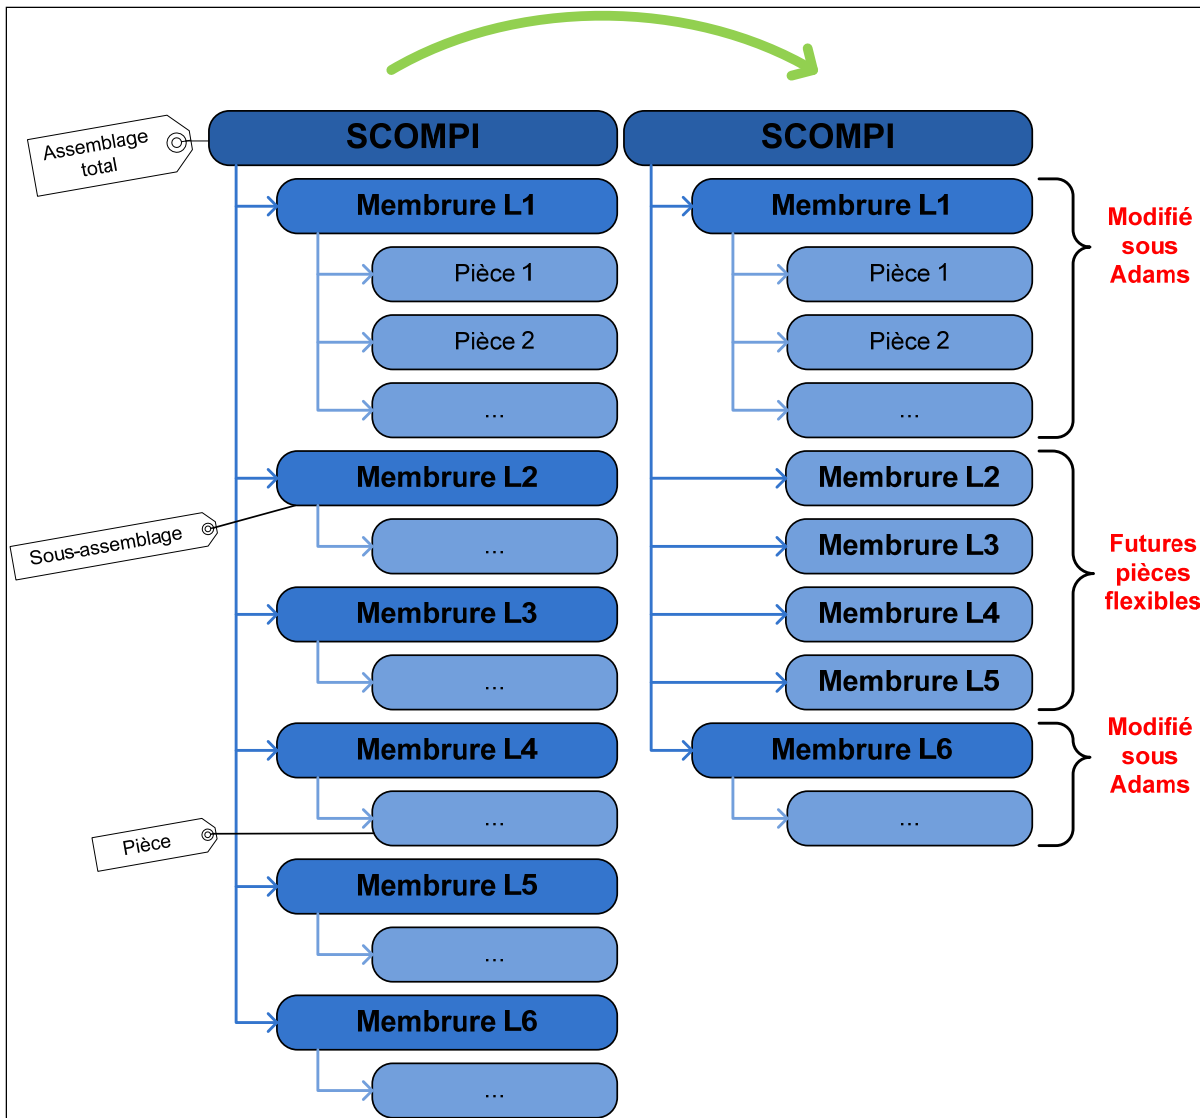 Assemblage
total
SCOMPI
Membrure L1
Pièce 1
Pièce 2
...
Membrure L2
Sous-assemblage
...
Membrure L3
...
Membrure L4
Pièce
...
Membrure L5
...
Membrure L6
...
SCOMPI
Membrure L1
Pièce 1
Pièce 2
...
Modifié
sous
Adams
Membrure L2
Membrure L3
Membrure L4
Membrure L5
Futures
pièces
flexibles
Membrure L6
...
Modifié
sous
Adams